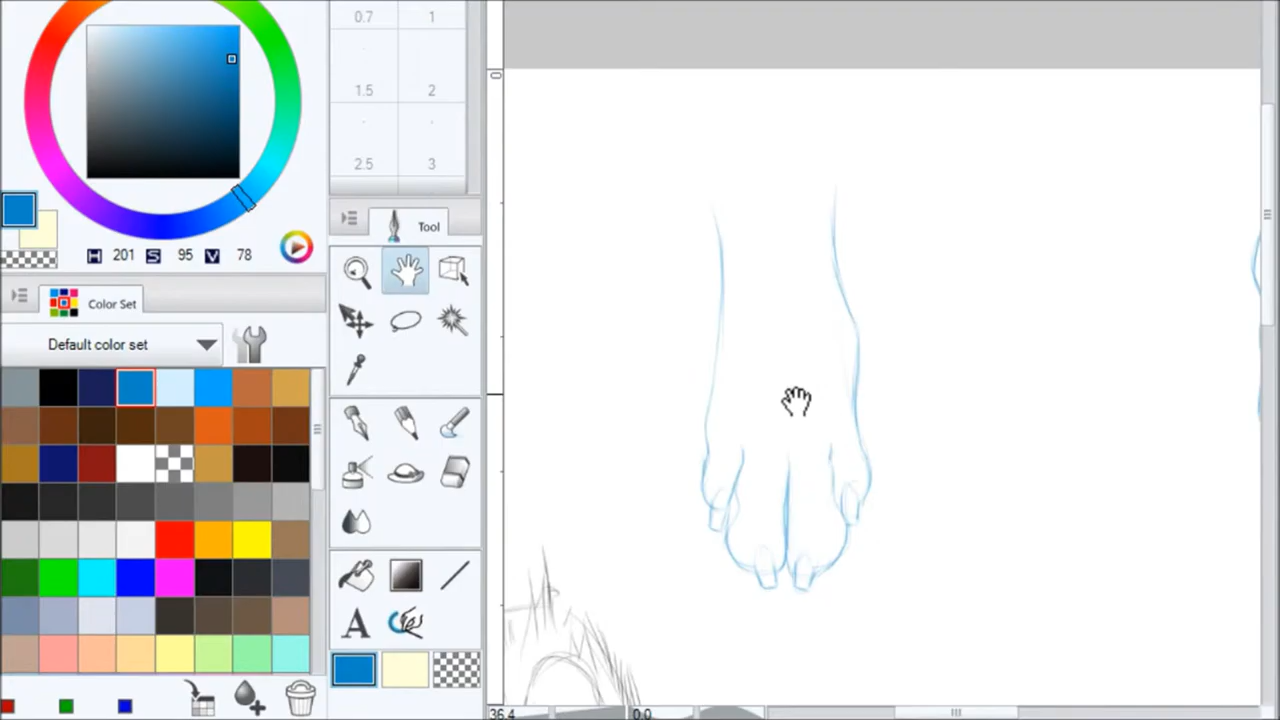 0.7 1
1.5 2
2.5 3
Tool
H 201 S 95 V 78
Color Set
Default color set
A
0
36.4 0.0